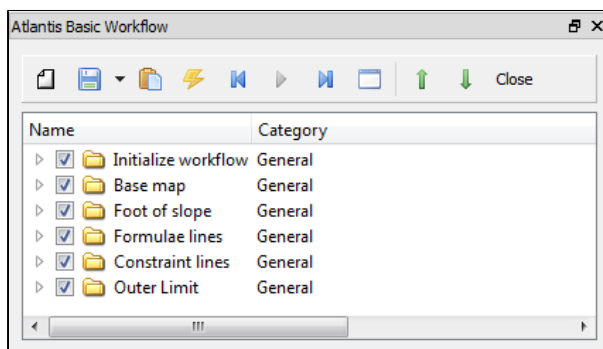 Atlantis Basic Workflow
Close
Name Category
Initialize workflow General
Base map General
Foot of slope General
Formulae lines General
Constraint lines General
Outer Limit General